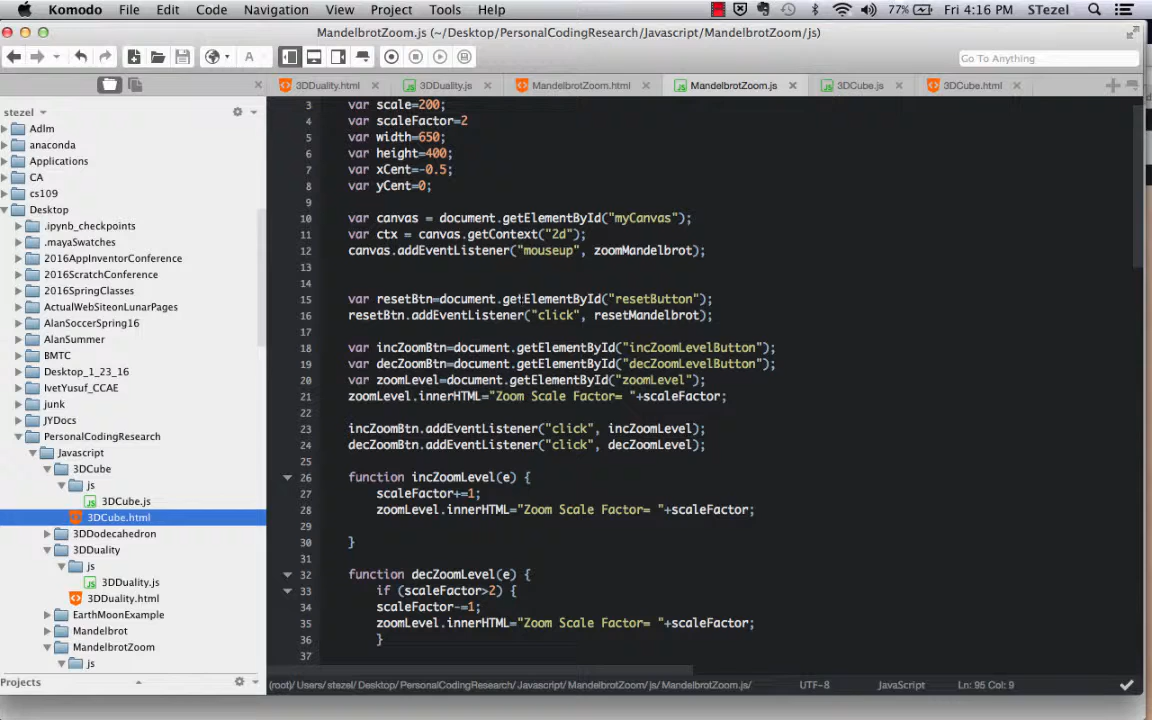 Komodo File Edit Code Navigation View Project Tools Help 77% Fri 4:16 PM STezel
MandelbrotZoom.js (~/Desktop/PersonalCodingResearch/Javascript/MandelbrotZoom/js)
A
Go To Anything
3DDuality.html 3DDuality.js MandelbrotZoom.html MandelbrotZoom.js 3DCube.js 3DCube.html
stezel
Adlm
anaconda
Applications
CA
cs109
Desktop
.ipynb_checkpoints
.mayaSwatches
2016AppInventorConference
2016ScratchConference
2016SpringClasses
ActualWebSiteonLunarPages
AlanSoccerSpring16
AlanSummer
BMTC
Desktop_1_23_16
IvetYusuf_CCAE
junk
JYDocs
PersonalCodingResearch
Javascript
3DCube
js
3DCube.js
3DCube.html
3DDodecahedron
3DDuality
js
3DDuality.js
3DDuality.html
EarthMoonExample
Mandelbrot
MandelbrotZoom
js
Projects
3 var scale=200;
4 var scaleFactor=2
5 var width=650;
6 var height=400;
7 var xCent=-0.5;
8 var yCent=0;
9
10 var canvas = document.getElementById("myCanvas");
11 var ctx = canvas.getContext("2d");
12 canvas.addEventListener("mouseup", zoomMandelbrot);
13
14
15 var resetBtn=document.getElementById("resetButton");
16 resetBtn.addEventListener("click", resetMandelbrot);
17
18 var incZoomBtn=document.getElementById("incZoomLevelButton");
19 var decZoomBtn=document.getElementById("decZoomLevelButton");
20 var zoomLevel=document.getElementById("zoomLevel");
21 zoomLevel.innerHTML="Zoom Scale Factor= "+scaleFactor;
22
23 incZoomBtn.addEventListener("click", incZoomLevel);
24 decZoomBtn.addEventListener("click", decZoomLevel);
25
26 function incZoomLevel(e) {
27 scaleFactor+=1;
28 zoomLevel.innerHTML="Zoom Scale Factor= "+scaleFactor;
29
30 }
31
32 function decZoomLevel(e) {
33 if (scaleFactor>2) {
34 scaleFactor-=1;
35 zoomLevel.innerHTML="Zoom Scale Factor= "+scaleFactor;
36 }
37
(root)/ Users/ stezel/ Desktop/ PersonalCodingResearch/ Javascript/ MandelbrotZoom/ js/ MandelbrotZoom.js/ UTF-8 JavaScript Ln: 95 Col: 9